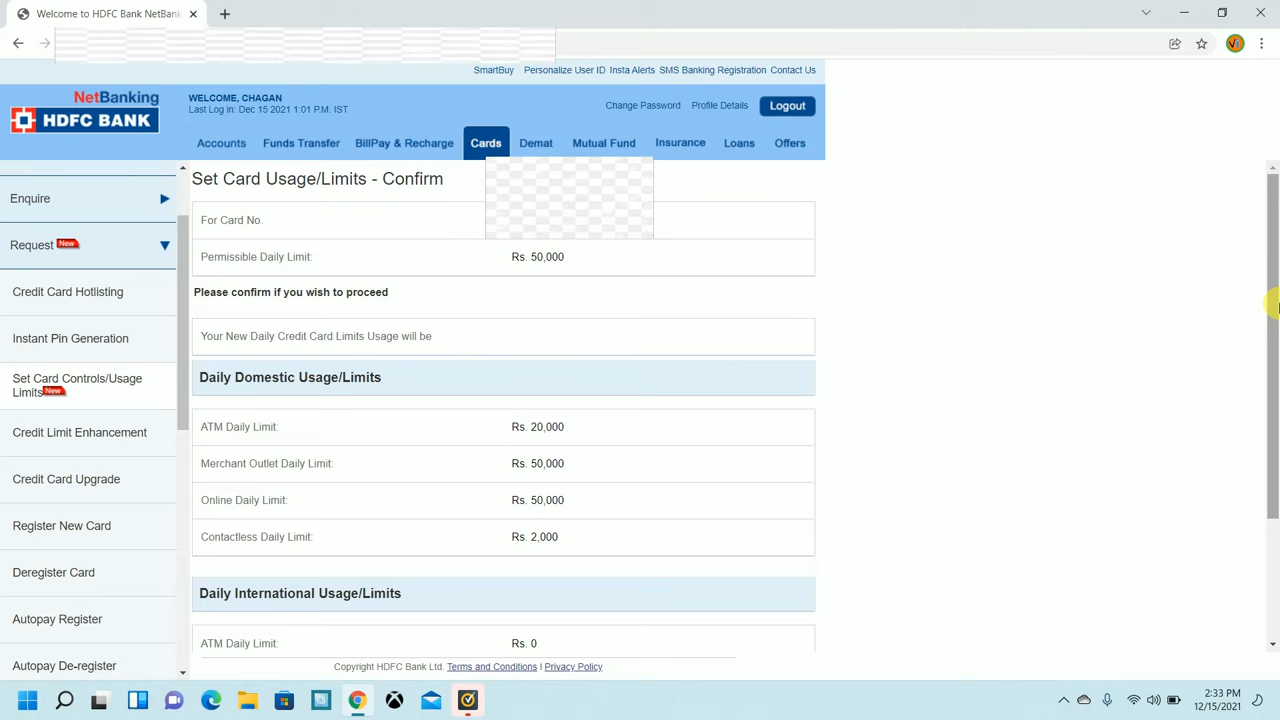 Welcome to HDFC Bank NetBank
SmartBuy Personalize User ID Insta Alerts SMS Banking Registration Contact Us
NetBanking
HDFC BANK
WELCOME, CHAGAN
Last Log in: Dec 15 2021 1:01 P.M. IST
Change Password Profile Details Logout
Accounts Funds Transfer BillPay & Recharge Cards Demat Mutual Fund Insurance Loans Offers
Enquire
Request New
Credit Card Hotlisting
Instant Pin Generation
Set Card Controls/Usage
Limits New
Credit Limit Enhancement
Credit Card Upgrade
Register New Card
Deregister Card
Autopay Register
Autopay De-register
Set Card Usage/Limits - Confirm
For Card No.
Permissible Daily Limit: Rs. 50,000
Please confirm if you wish to proceed
Your New Daily Credit Card Limits Usage will be
Daily Domestic Usage/Limits
ATM Daily Limit: Rs. 20,000
Merchant Outlet Daily Limit: Rs. 50,000
Online Daily Limit: Rs. 50,000
Contactless Daily Limit: Rs. 2,000
Daily International Usage/Limits
ATM Daily Limit: Rs. 0
Copyright HDFC Bank Ltd. Terms and Conditions I Privacy Policy
2:33 PM
12/15/2021